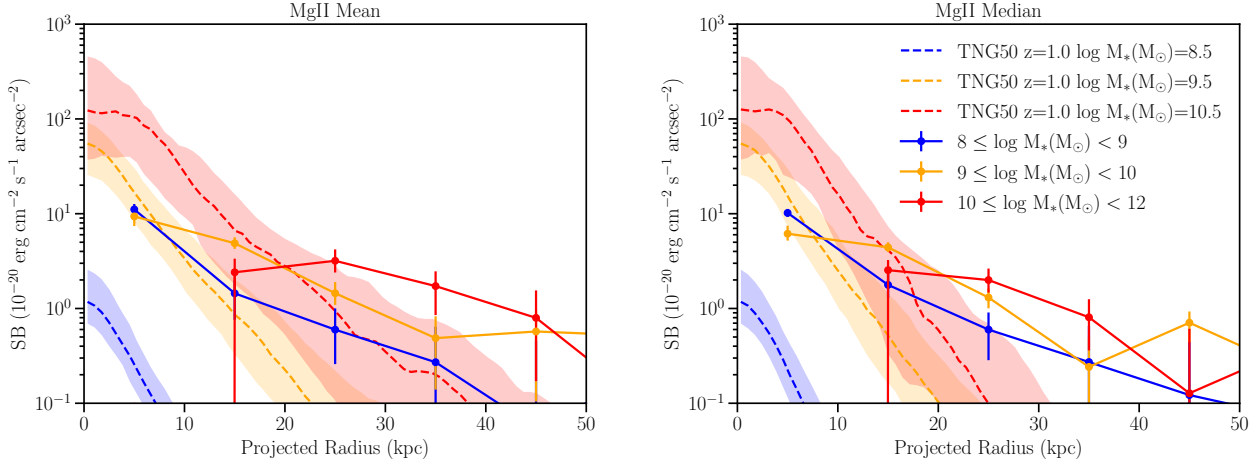 MgII Mean
10³
10²
10¹
10⁰
10⁻¹
SB (10⁻²⁰ erg cm⁻² s⁻¹ arcsec⁻²)
0 10 20 30 40 50
Projected Radius (kpc)
MgII Median
10³
10²
10¹
10⁰
10⁻¹
SB (10⁻²⁰ erg cm⁻² s⁻¹ arcsec⁻²)
TNG50 z=1.0 log M*(M⊙)=8.5
TNG50 z=1.0 log M*(M⊙)=9.5
TNG50 z=1.0 log M*(M⊙)=10.5
8 ≤ log M*(M⊙) < 9
9 ≤ log M*(M⊙) < 10
10 ≤ log M*(M⊙) < 12
0 10 20 30 40 50
Projected Radius (kpc)